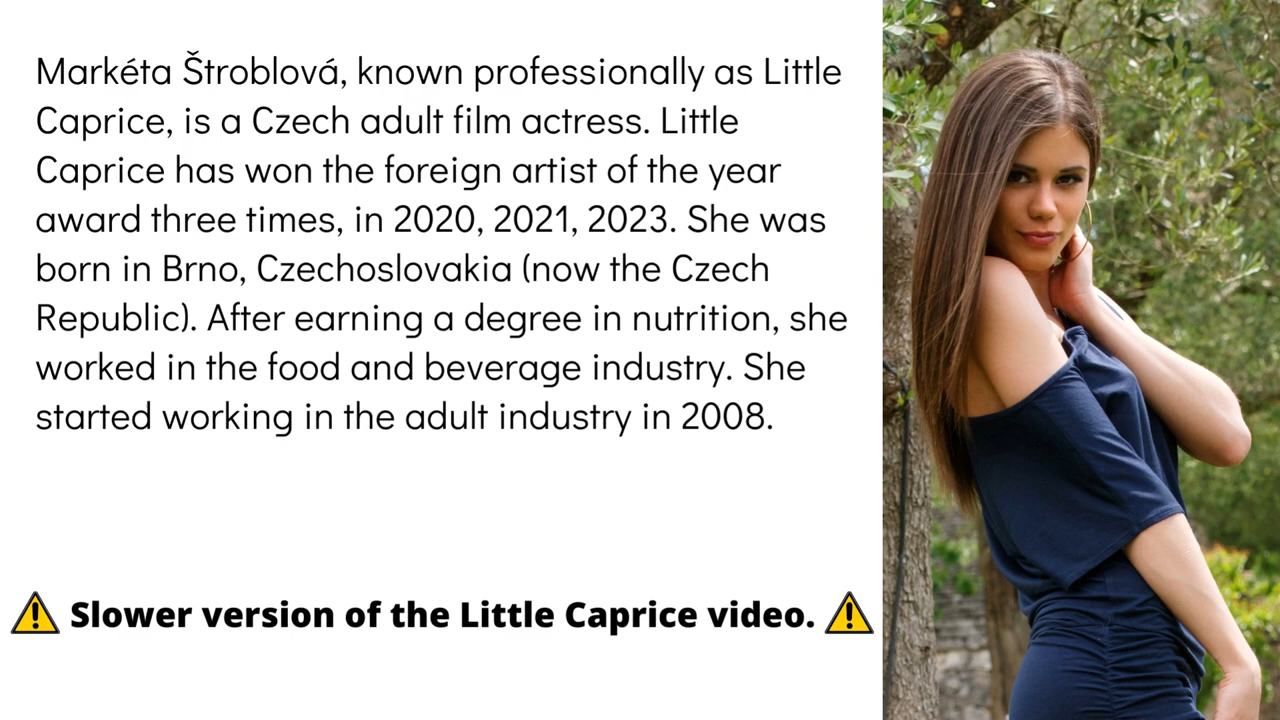 Markéta Štroblová, known professionally as Little
Caprice, is a Czech adult film actress. Little
Caprice has won the foreign artist of the year
award three times, in 2020, 2021, 2023. She was
born in Brno, Czechoslovakia (now the Czech
Republic). After earning a degree in nutrition, she
worked in the food and beverage industry. She
started working in the adult industry in 2008.
Slower version of the Little Caprice video.